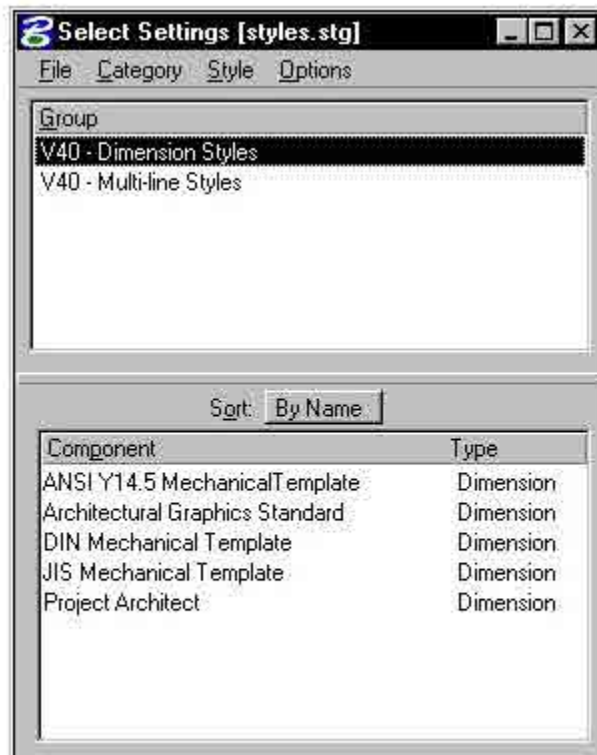 Select Settings [styles.stg]
File Category Style Options
Group
V40 - Dimension Styles
V40 - Multi-line Styles
Sort: By Name
Component Type
ANSI Y14.5 MechanicalTemplate Dimension
Architectural Graphics Standard Dimension
DIN Mechanical Template Dimension
JIS Mechanical Template Dimension
Project Architect Dimension